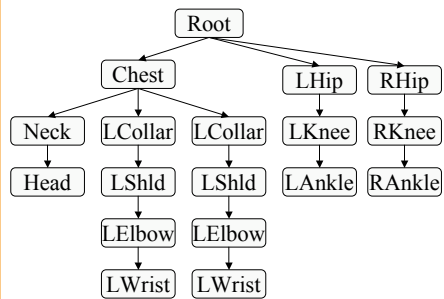 Root
Chest LHip RHip
Neck LCollar LCollar LKnee RKnee
Head LShld LShld LAnkle RAnkle
LElbow LElbow
LWrist LWrist